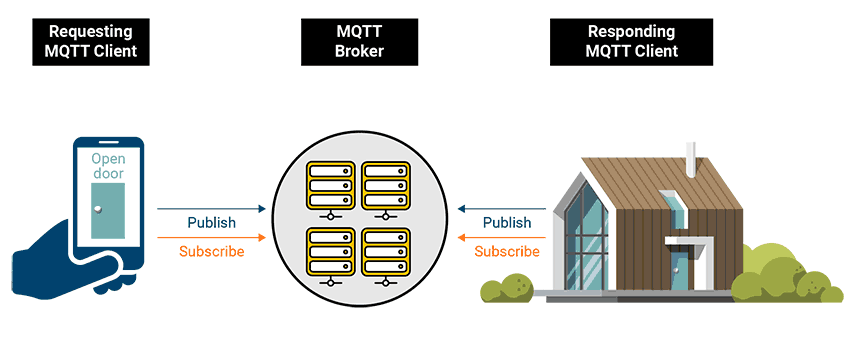 Requesting
MQTT Client
MQTT
Broker
Responding
MQTT Client
Open
door
Publish
Subscribe
Publish
Subscribe